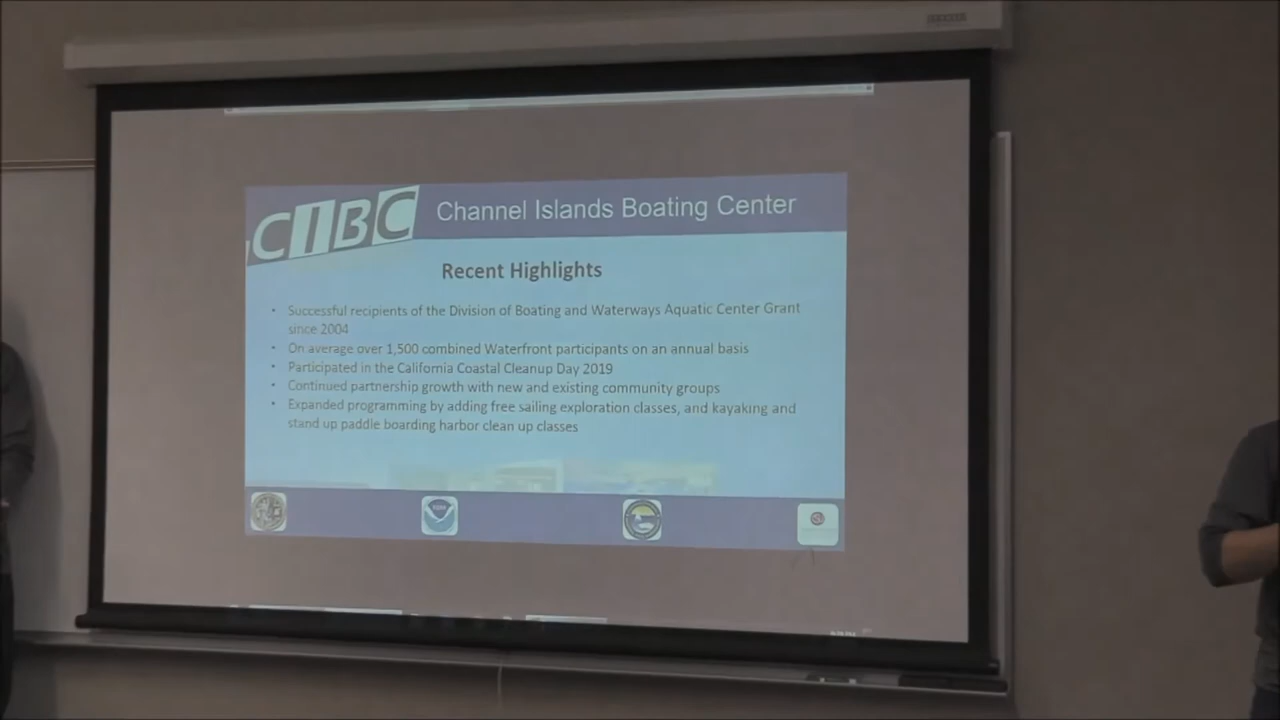 CIBC
Channel Islands Boating Center
Recent Highlights
• Successful recipients of the Division of Boating and Waterways Aquatic Center Grant
since 2004
• On average over 1,500 combined Waterfront participants on an annual basis
• Participated in the California Coastal Cleanup Day 2019
• Continued partnership growth with new and existing community groups
• Expanded programming by adding free sailing exploration classes, and kayaking and
stand up paddle boarding harbor clean up classes